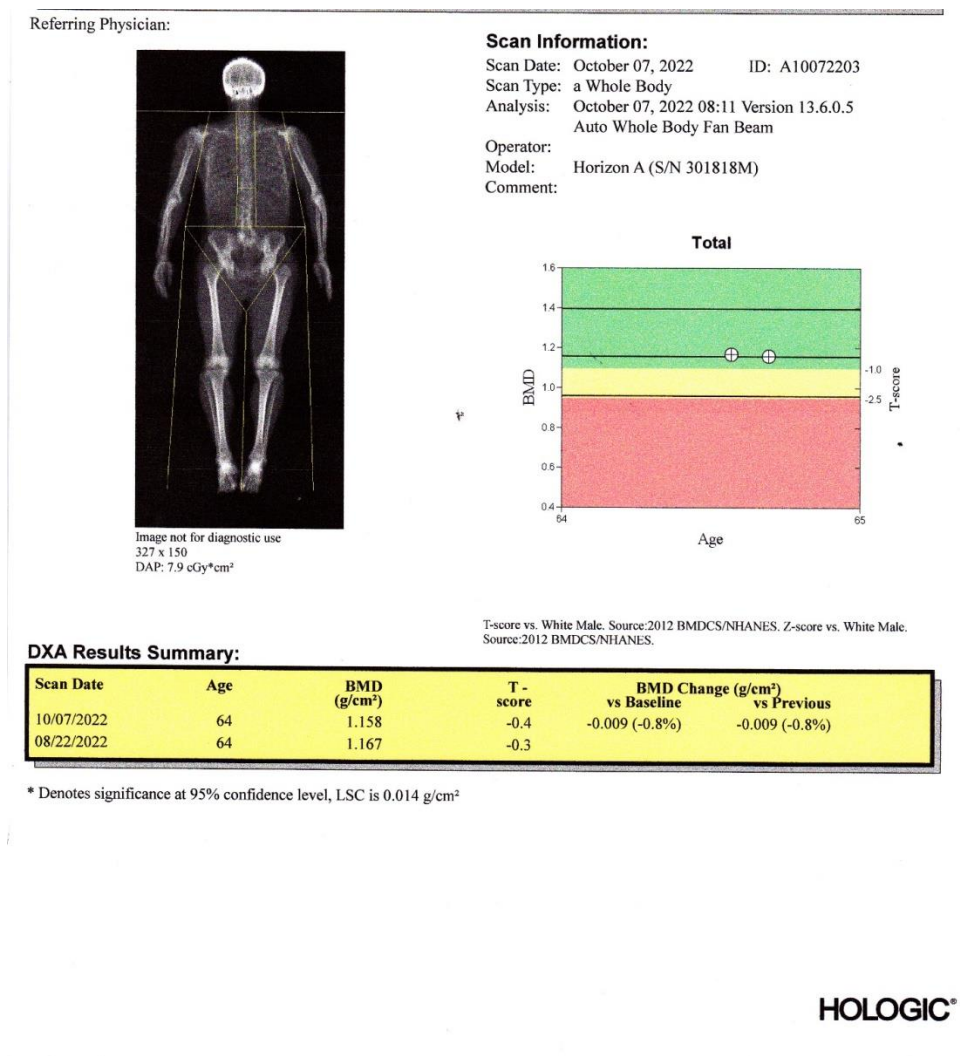 Referring Physician:
Scan Information:
Scan Date: October 07, 2022 ID: A10072203
Scan Type: a Whole Body
Analysis: October 07, 2022 08:11 Version 13.6.0.5
Auto Whole Body Fan Beam
Operator:
Model: Horizon A (S/N 301818M)
Comment:
Image not for diagnostic use
327 x 150
DAP: 7.9 cGy*cm²
Total
1.6
1.4
1.2
1.0
0.8
0.6
0.4
BMD
-1.0
-2.5
T-score
64 65
Age
T-score vs. White Male. Source:2012 BMDCS/NHANES. Z-score vs. White Male.
Source:2012 BMDCS/NHANES.
DXA Results Summary:
Scan Date Age BMD T - BMD Change (g/cm²)
(g/cm²) score vs Baseline vs Previous
10/07/2022 64 1.158 -0.4 -0.009 (-0.8%) -0.009 (-0.8%)
08/22/2022 64 1.167 -0.3
* Denotes significance at 95% confidence level, LSC is 0.014 g/cm²
HOLOGIC®